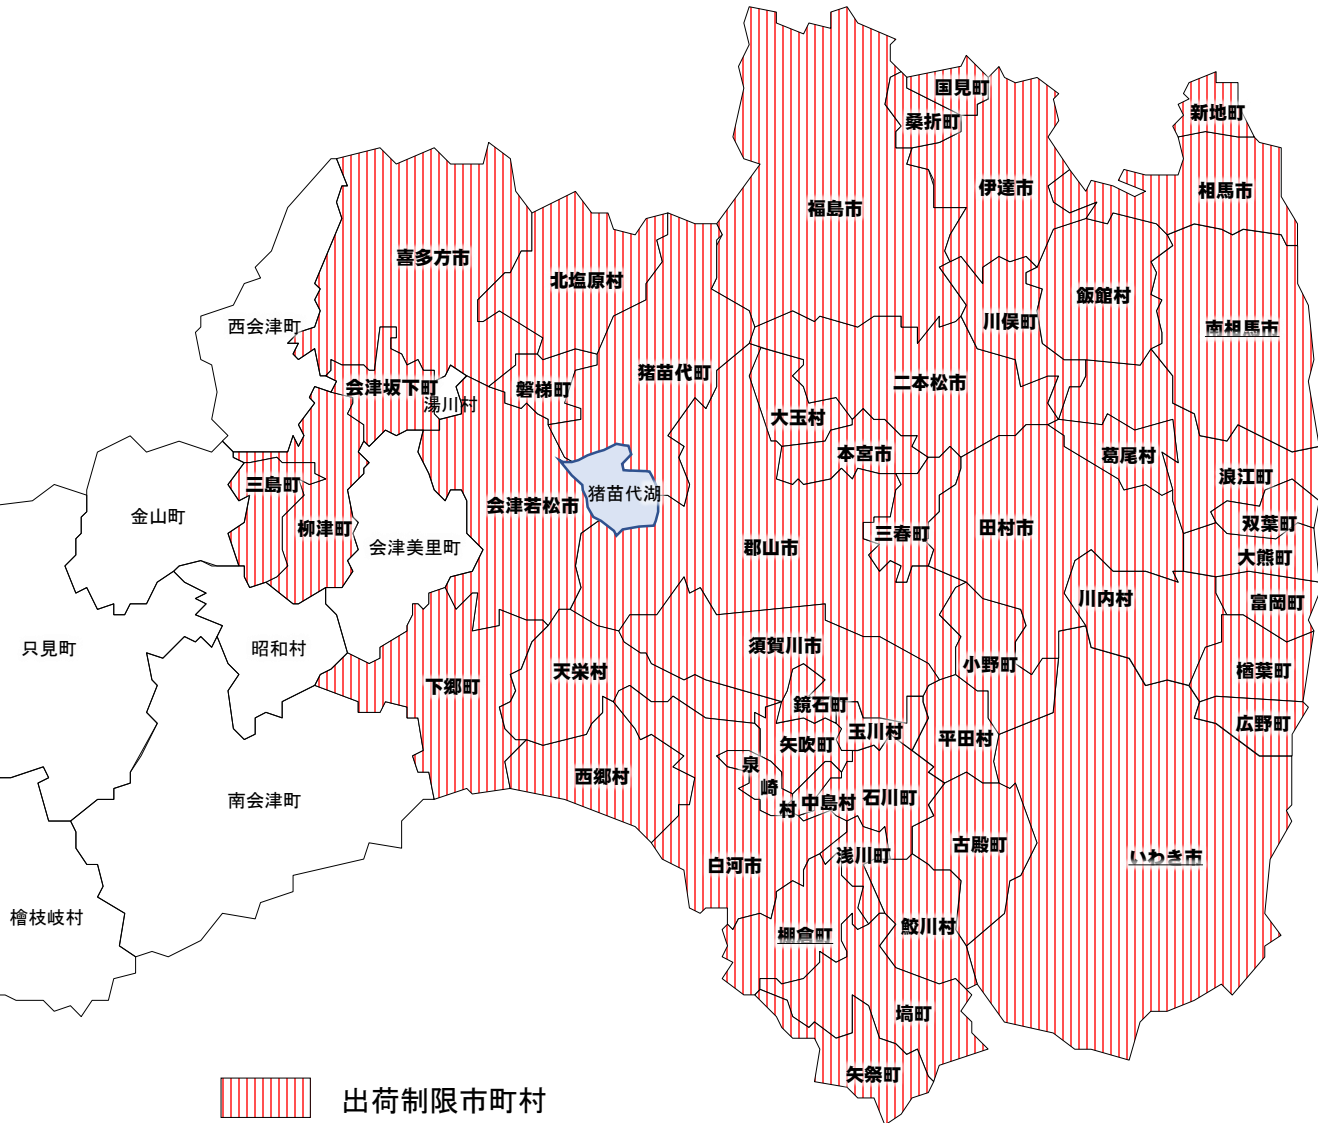 国見町
桑折町
新地町
伊達市
相馬市
福島市
喜多方市
北塩原村
飯館村
西会津町
川俣町
南相馬市
猪苗代町
二本松市
会津坂下町
磐梯町
湯川村
大玉村
本宮市
葛尾村
浪江町
三島町
猪苗代湖
会津若松市
金山町
柳津町
双葉町
田村市
三春町
会津美里町
郡山市
大熊町
川内村
富岡町
只見町
昭和村
須賀川市
小野町
天栄村
楢葉町
下郷町
鏡石町
広野町
玉川村
平田村
矢吹町
泉
崎
村
西郷村
石川町
南会津町
中島村
古殿町
浅川町
いわき市
白河市
檜枝岐村
鮫川村
棚倉町
塙町
矢祭町
出荷制限市町村